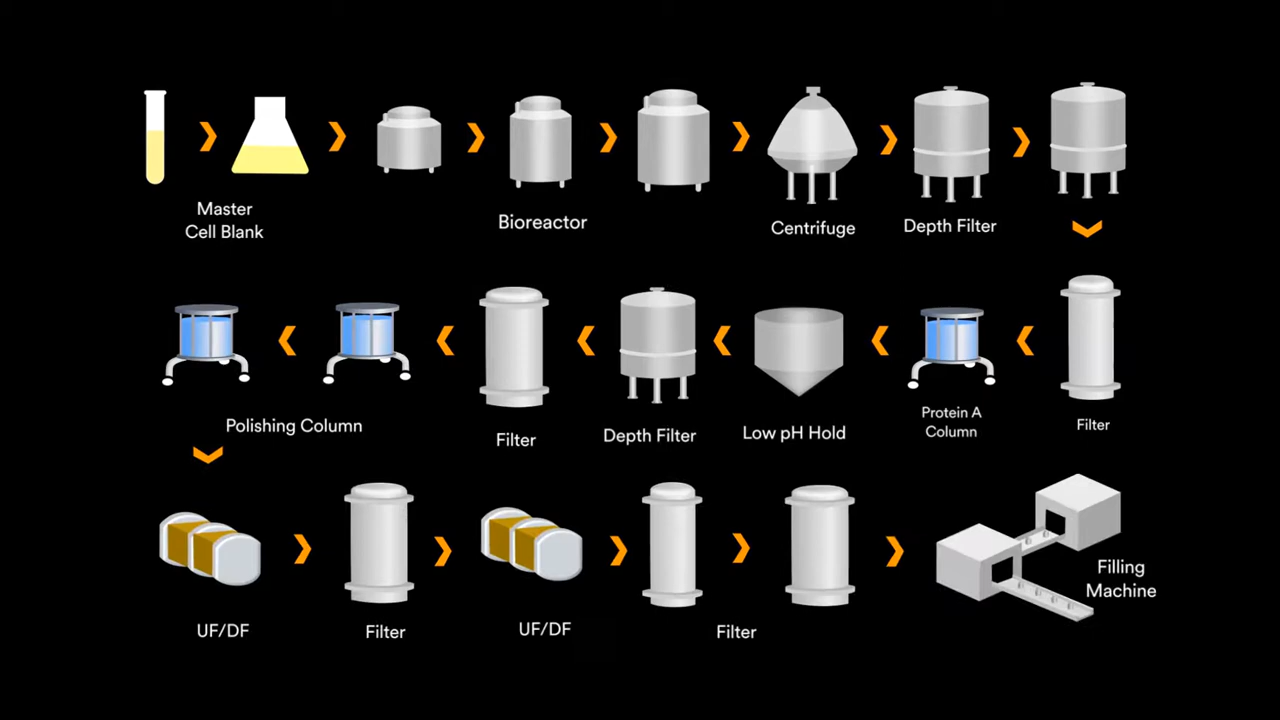 Master
Cell Blank
Bioreactor
Centrifuge
Depth Filter
Polishing Column
Filter
Depth Filter
Low pH Hold
Protein A
Column
Filter
UF/DF
Filter
UF/DF
Filter
Filling
Machine